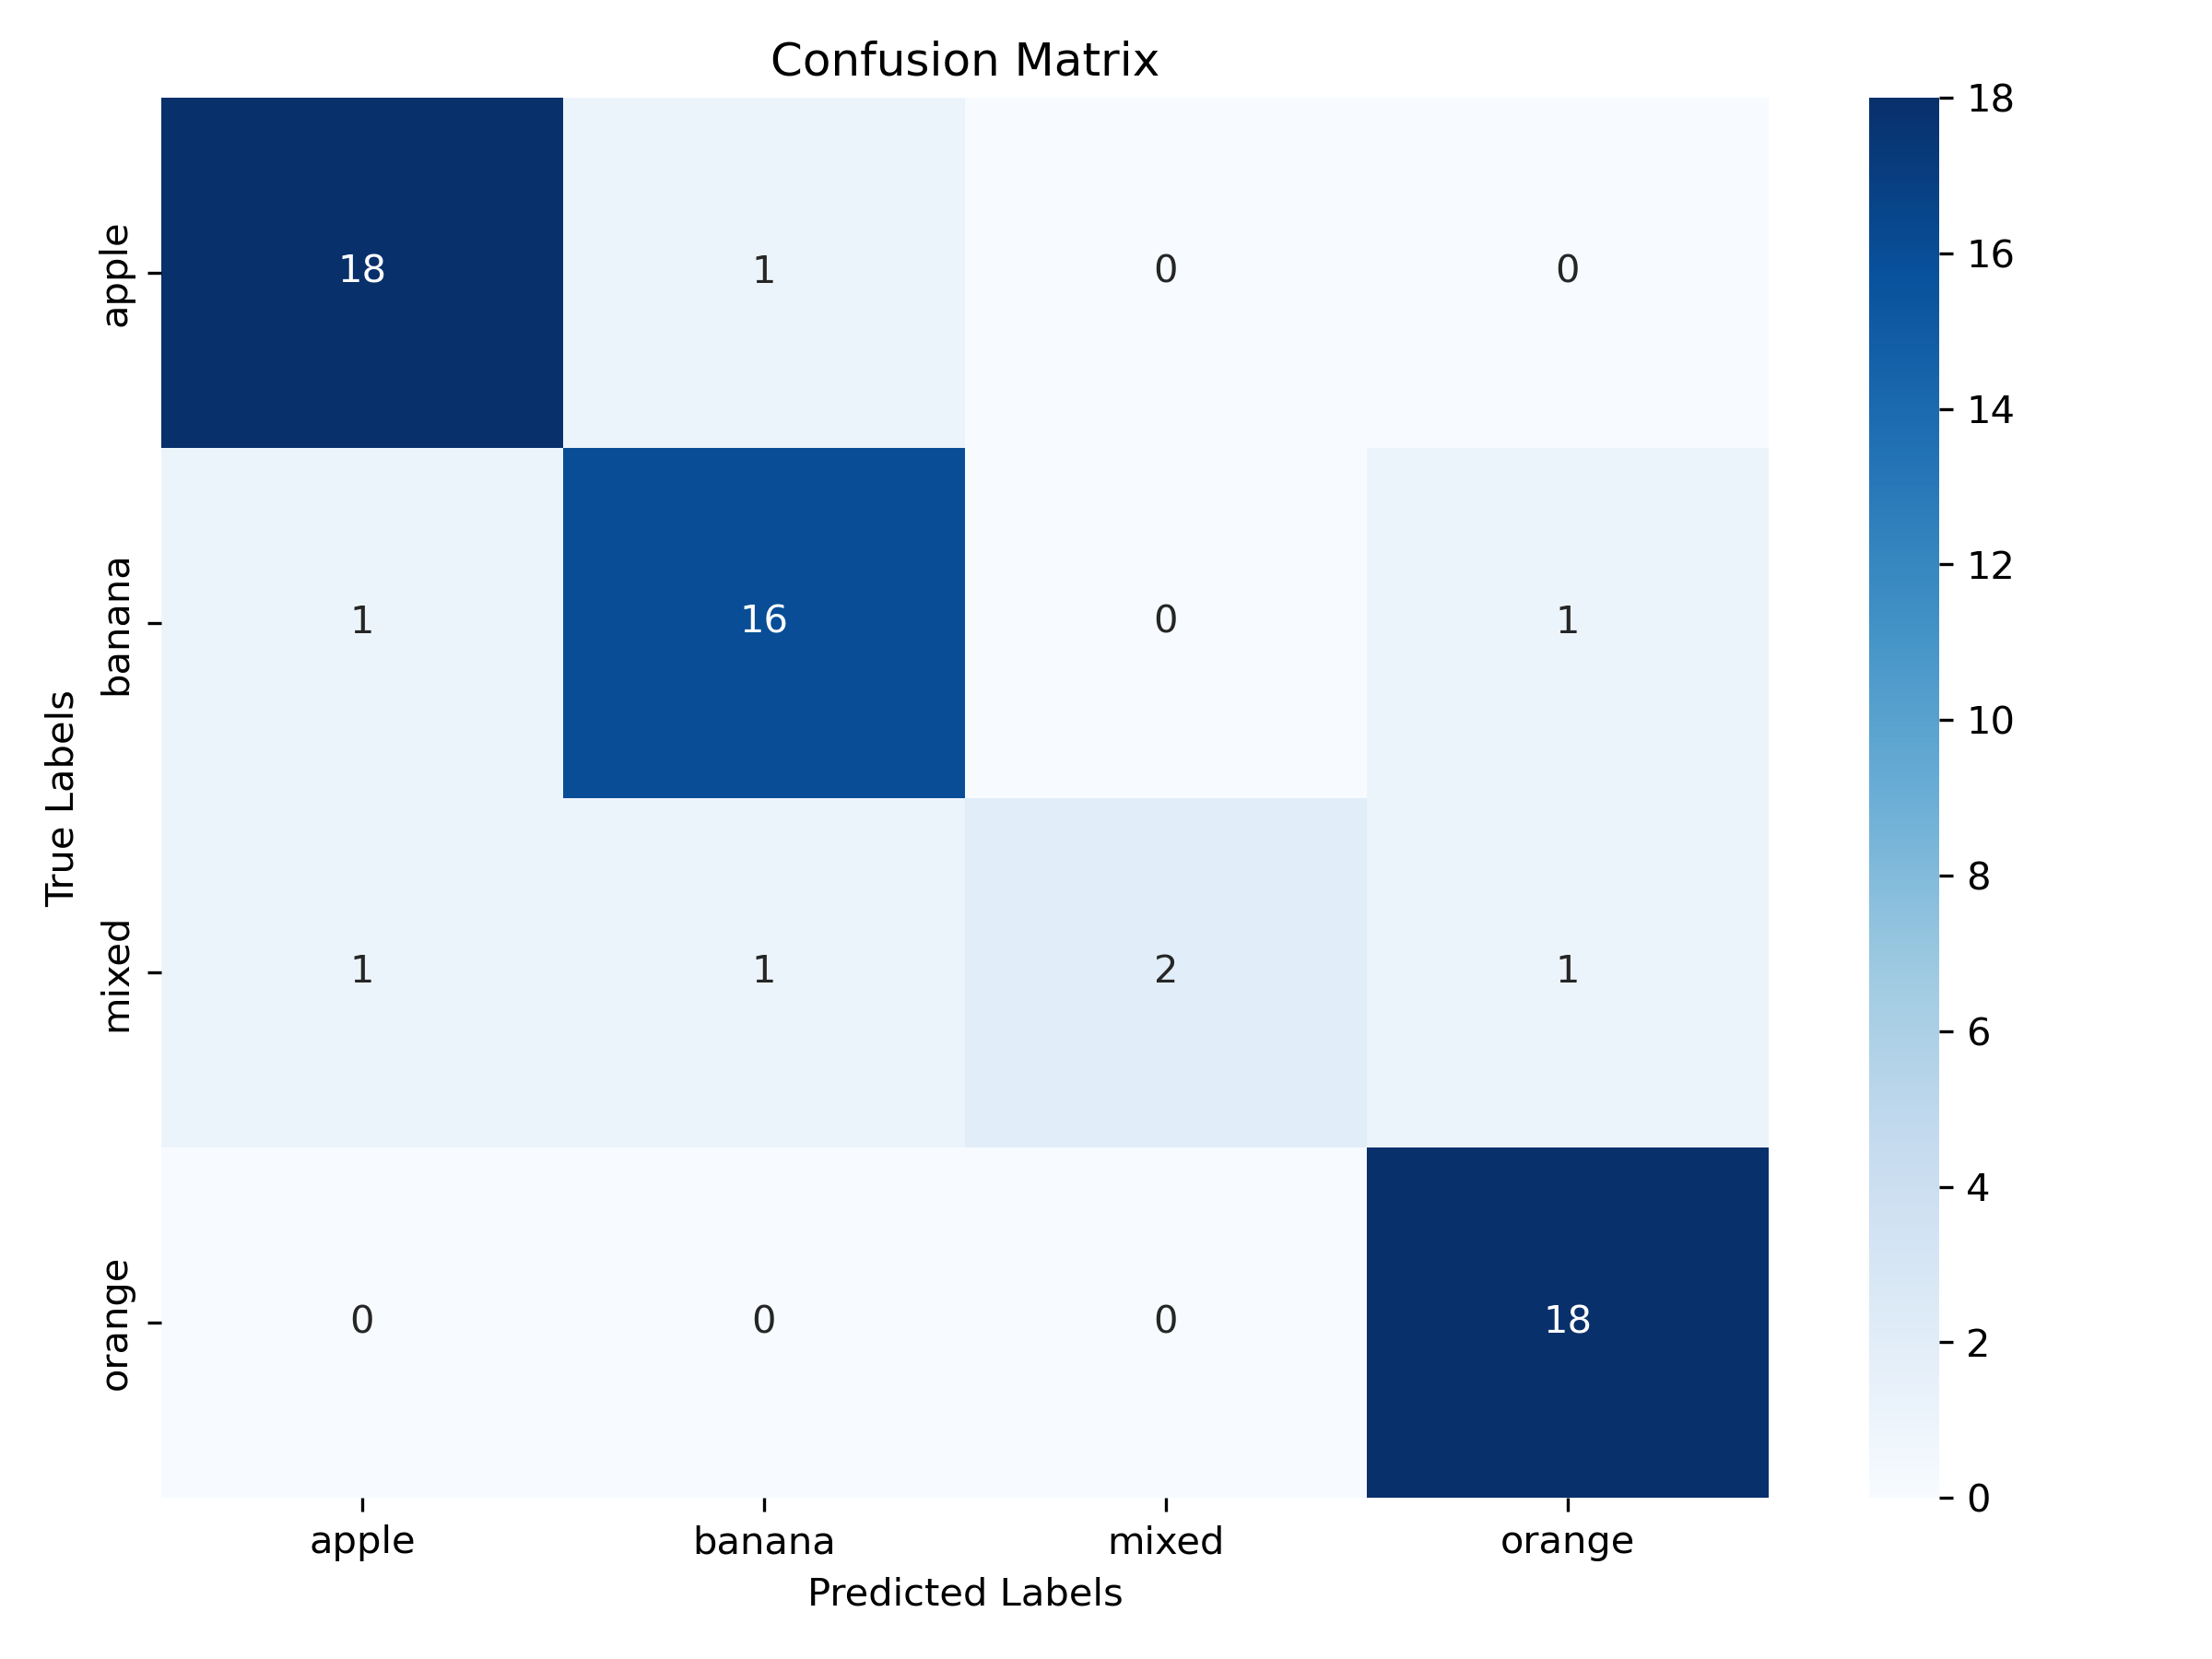 Confusion Matrix
apple 18 1 0 0
banana 1 16 0 1
mixed 1 1 2 1
orange 0 0 0 18
True Labels
apple banana mixed orange
Predicted Labels
18
16
14
12
10
8
6
4
2
0